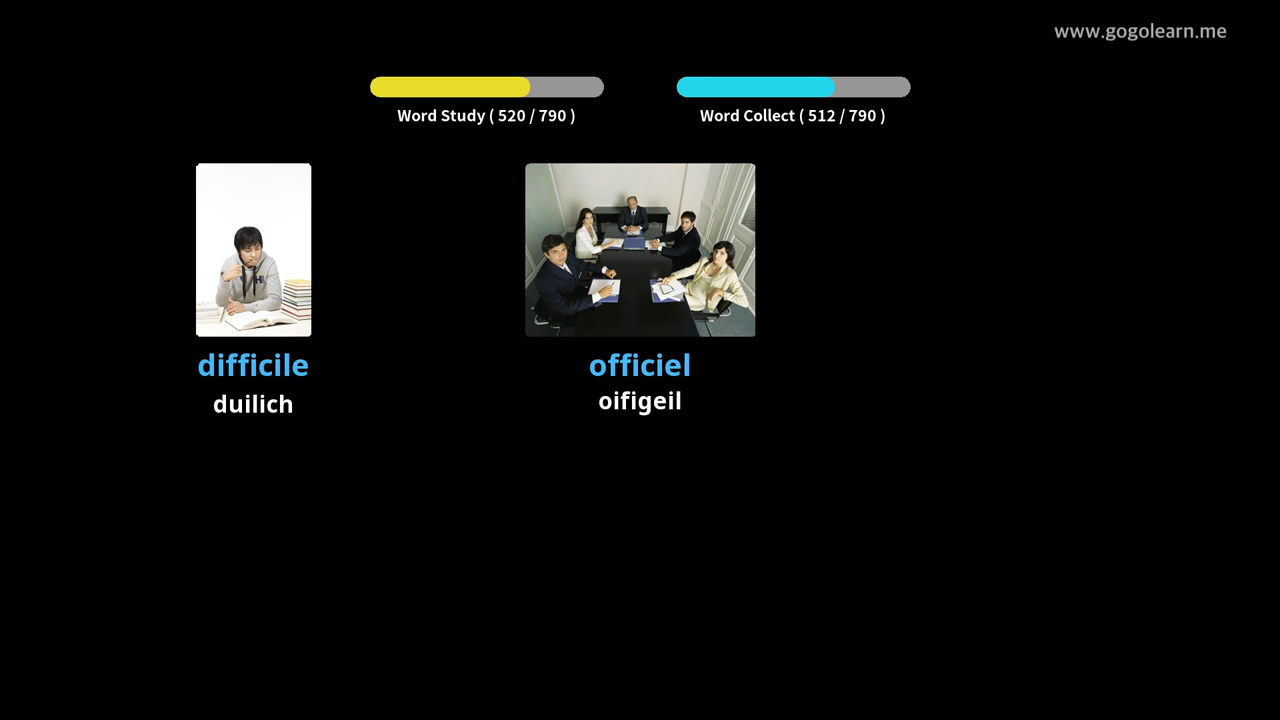 www.gogolearn.me
Word Study ( 520 / 790 )
Word Collect ( 512 / 790 )
difficile
duilich
officiel
oifigeil